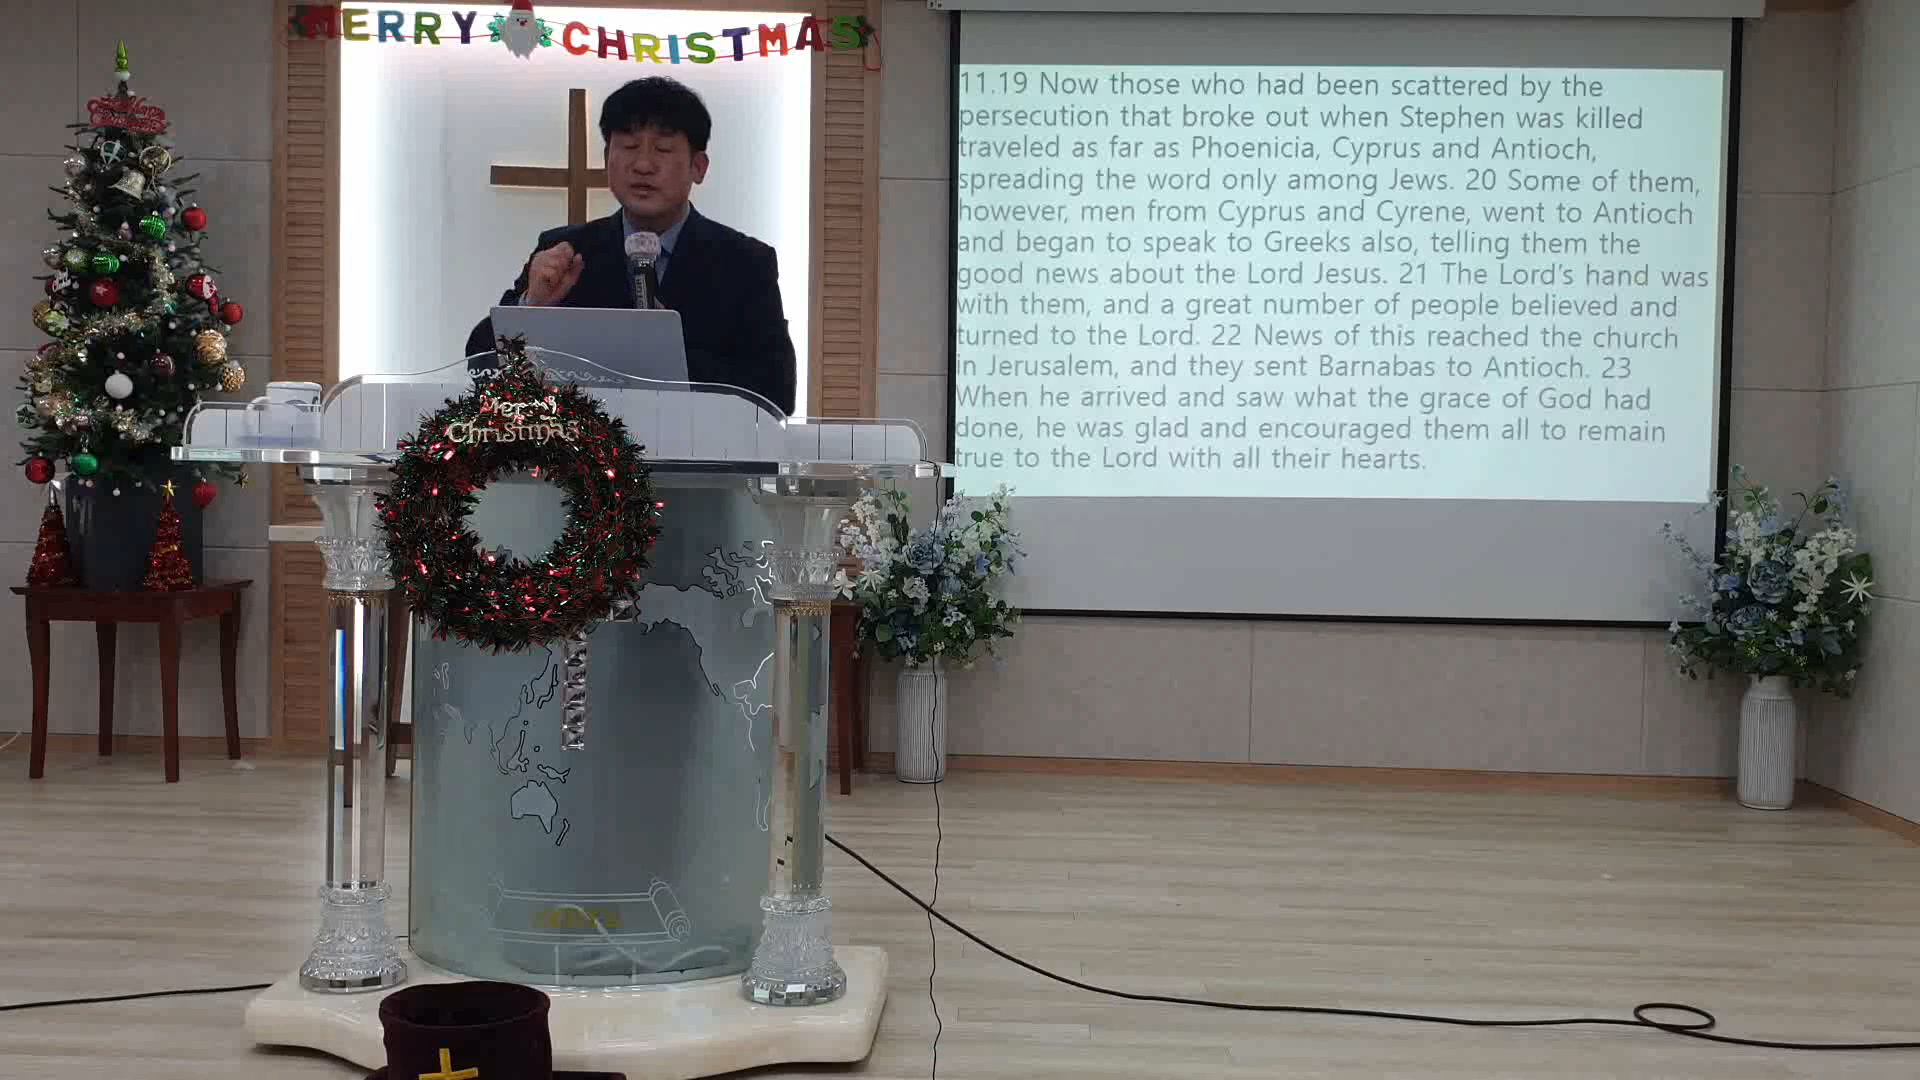 MERRY CHRISTMAS
11.19 Now those who had been scattered by the
persecution that broke out when Stephen was killed
traveled as far as Phoenicia, Cyprus and Antioch,
spreading the word only among Jews. 20 Some of them,
however, men from Cyprus and Cyrene, went to Antioch
and began to speak to Greeks also, telling them the
good news about the Lord Jesus. 21 The Lord's hand was
with them, and a great number of people believed and
turned to the Lord. 22 News of this reached the church
in Jerusalem, and they sent Barnabas to Antioch. 23
When he arrived and saw what the grace of God had
done, he was glad and encouraged them all to remain
true to the Lord with all their hearts.
Merry
Christmas